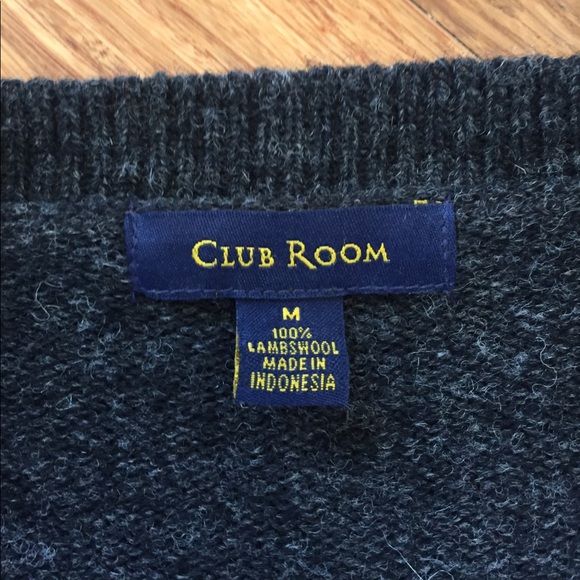 CLUB ROOM
M
100%
LAMBSWOOL
MADE IN
INDONESIA